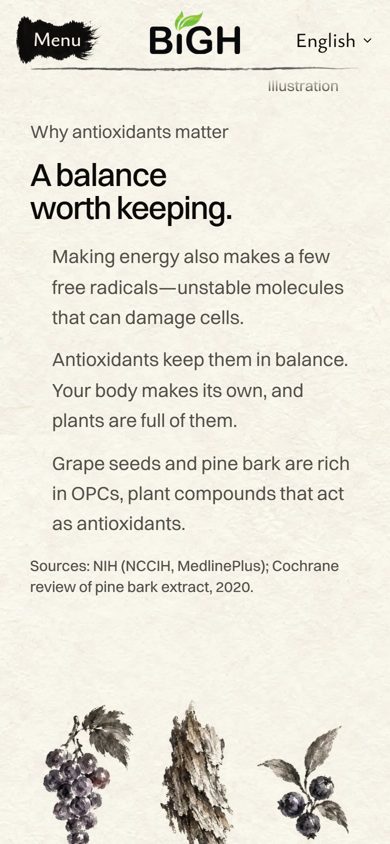 Menu
BiGH
English
Illustration
Why antioxidants matter
A balance
worth keeping.
Making energy also makes a few
free radicals—unstable molecules
that can damage cells.
Antioxidants keep them in balance.
Your body makes its own, and
plants are full of them.
Grape seeds and pine bark are rich
in OPCs, plant compounds that act
as antioxidants.
Sources: NIH (NCCIH, MedlinePlus); Cochrane
review of pine bark extract, 2020.